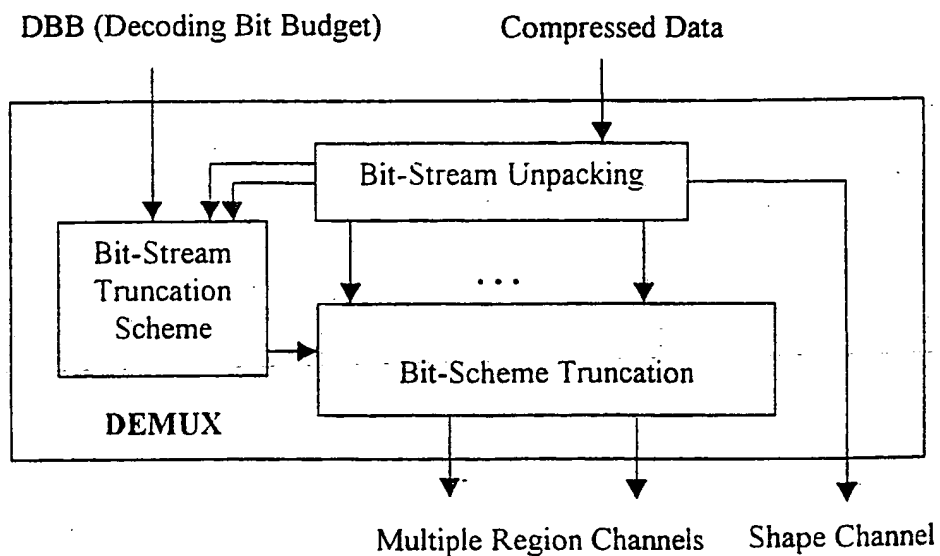 DBB (Decoding Bit Budget)
Compressed Data
Bit-Stream Unpacking
Bit-Stream
Truncation
Scheme
...
Bit-Scheme Truncation
DEMUX
Multiple Region Channels
Shape Channel